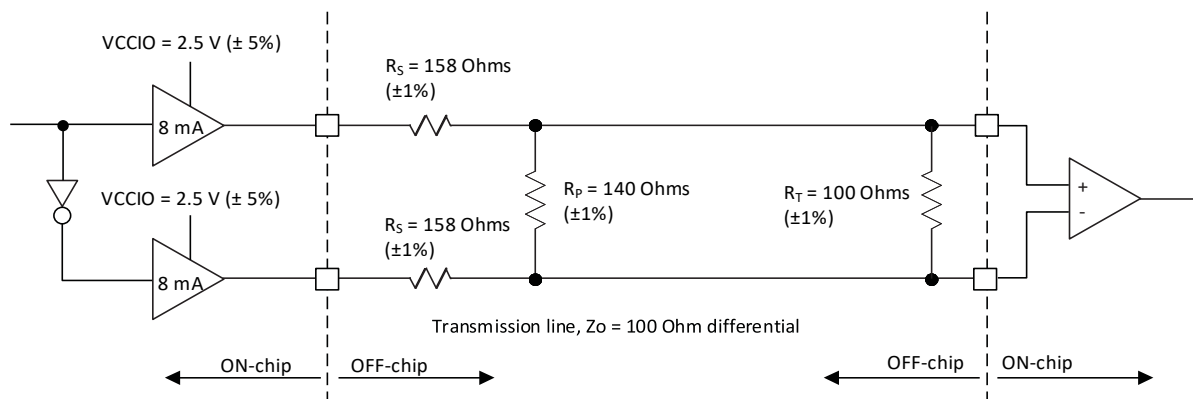 VCCIO = 2.5 V (± 5%)
8 mA
RS = 158 Ohms
(±1%)
VCCIO = 2.5 V (± 5%)
8 mA
RS = 158 Ohms
(±1%)
RP = 140 Ohms
(±1%)
RT = 100 Ohms
(±1%)
+
-
Transmission line, Zo = 100 Ohm differential
ON-chip
OFF-chip
OFF-chip
ON-chip